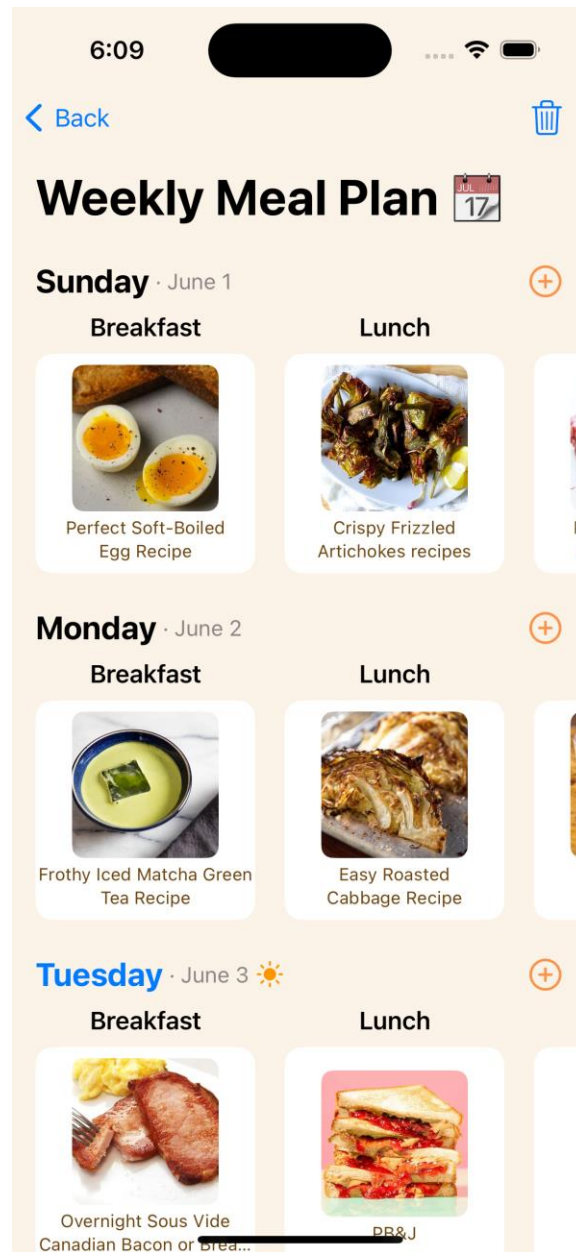 6:09
Back
Weekly Meal Plan 📅
JUL
17
Sunday · June 1
Breakfast Lunch
Perfect Soft-Boiled
Egg Recipe
Crispy Frizzled
Artichokes recipes
Monday · June 2
Breakfast Lunch
Frothy Iced Matcha Green
Tea Recipe
Easy Roasted
Cabbage Recipe
Tuesday · June 3
Breakfast Lunch
Overnight Sous Vide
Canadian Bacon or Brea...
PB&J